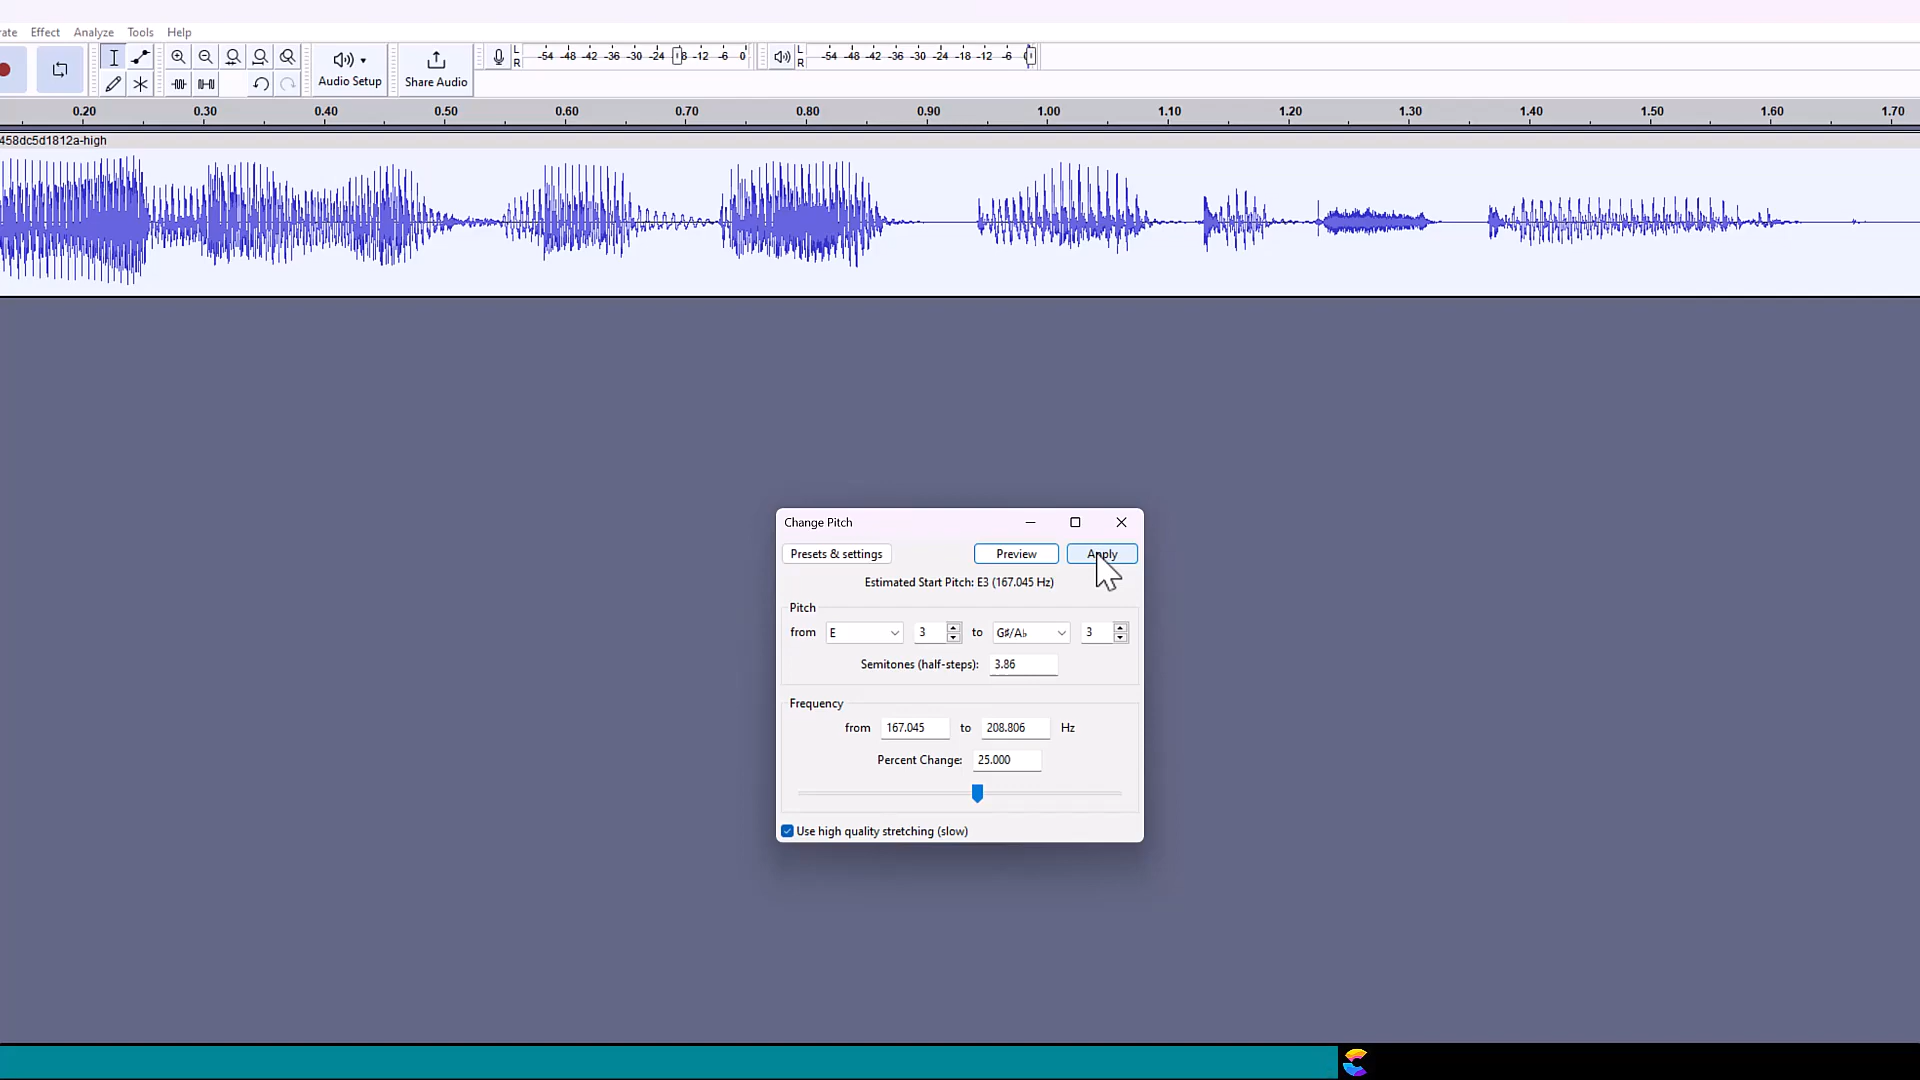 rate Effect Analyze Tools Help
L R -54 -48 -42 -36 -30 -24 -18 -12 -6 0 L R -54 -48 -42 -36 -30 -24 -18 -12 -6 0
Audio Setup Share Audio
0.20 0.30 0.40 0.50 0.60 0.70 0.80 0.90 1.00 1.10 1.20 1.30 1.40 1.50 1.60 1.70
458dc5d1812a-high
Change Pitch
Presets & settings Preview Apply
Estimated Start Pitch: E3 (167.045 Hz)
Pitch
from E 3 to G♯/A♭ 3
Semitones (half-steps): 3.86
Frequency
from 167.045 to 208.806 Hz
Percent Change: 25.000
Use high quality stretching (slow)